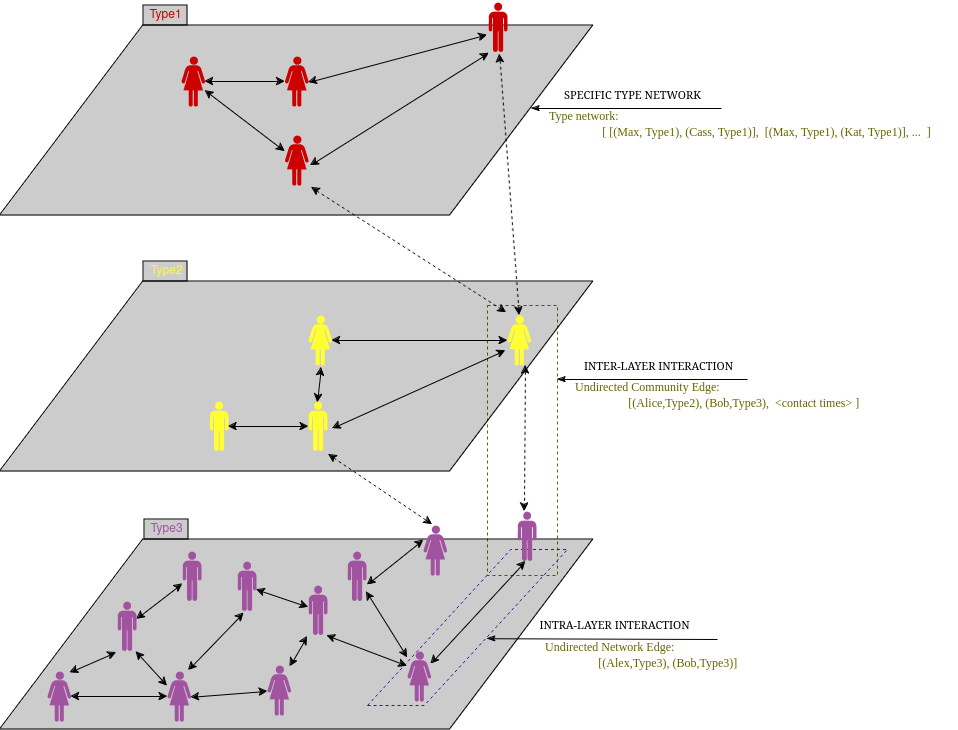 Type1
SPECIFIC TYPE NETWORK
Type network:
[ [(Max, Type1), (Cass, Type1)], [(Max, Type1), (Kat, Type1)], ... ]
Type2
INTER-LAYER INTERACTION
Undirected Community Edge:
[(Alice,Type2), (Bob,Type3), <contact times> ]
Type3
INTRA-LAYER INTERACTION
Undirected Network Edge:
[(Alex,Type3), (Bob,Type3)]